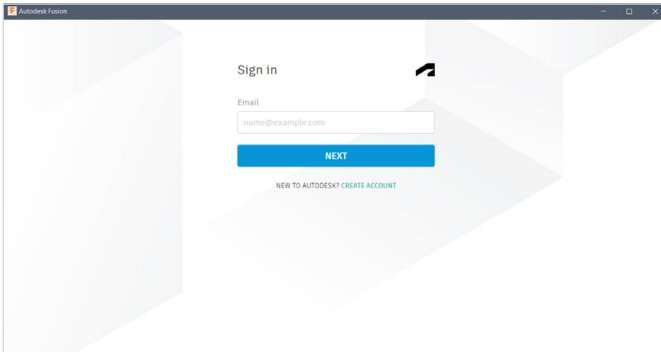 Autodesk Fusion
Sign in
Email
name@example.com
NEXT
NEW TO AUTODESK? CREATE ACCOUNT